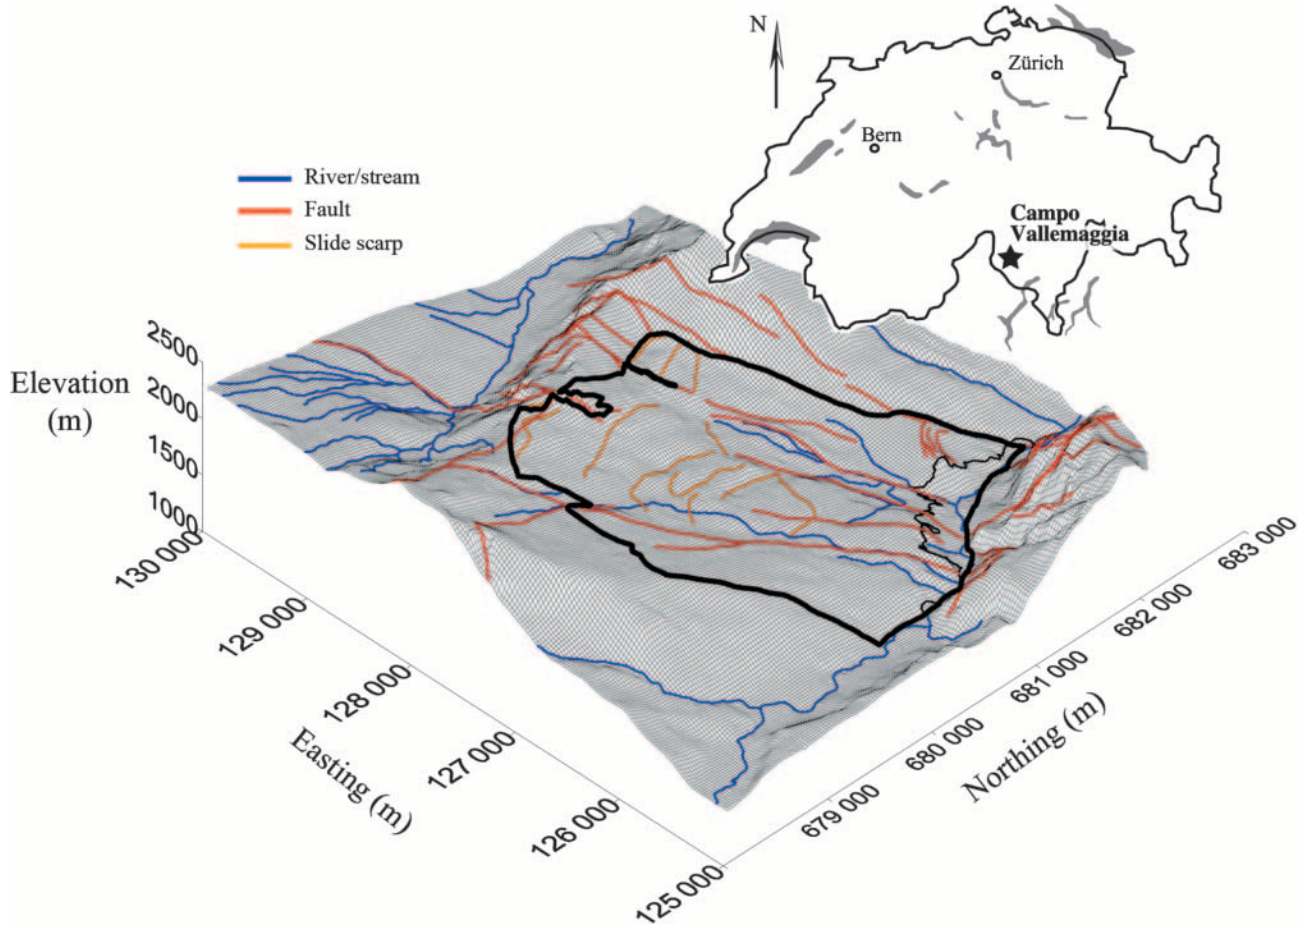 N
Zürich
Bern
Campo
Vallemaggia
River/stream
Fault
Slide scarp
Elevation
(m)
2500
2000
1500
1000
130 000
129 000
128 000
127 000
126 000
125 000
Easting (m)
679 000
680 000
681 000
682 000
683 000
Northing (m)